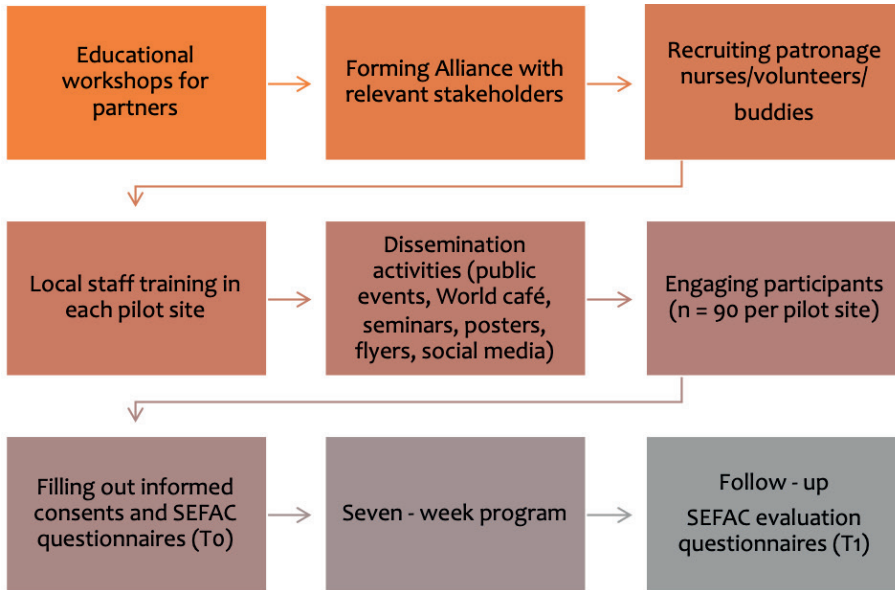 Educational
workshops for
partners
Forming Alliance with
relevant stakeholders
Recruiting patronage
nurses/volunteers/
buddies
Local staff training in
each pilot site
Dissemination
activities (public
events, World café,
seminars, posters,
flyers, social media)
Engaging participants
(n = 90 per pilot site)
Filling out informed
consents and SEFAC
questionnaires (T0)
Seven - week program
Follow - up
SEFAC evaluation
questionnaires (T1)